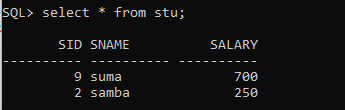 SQL> select * from stu;
SID SNAME SALARY
---------- ---------- ----------
9 suma 700
2 samba 250